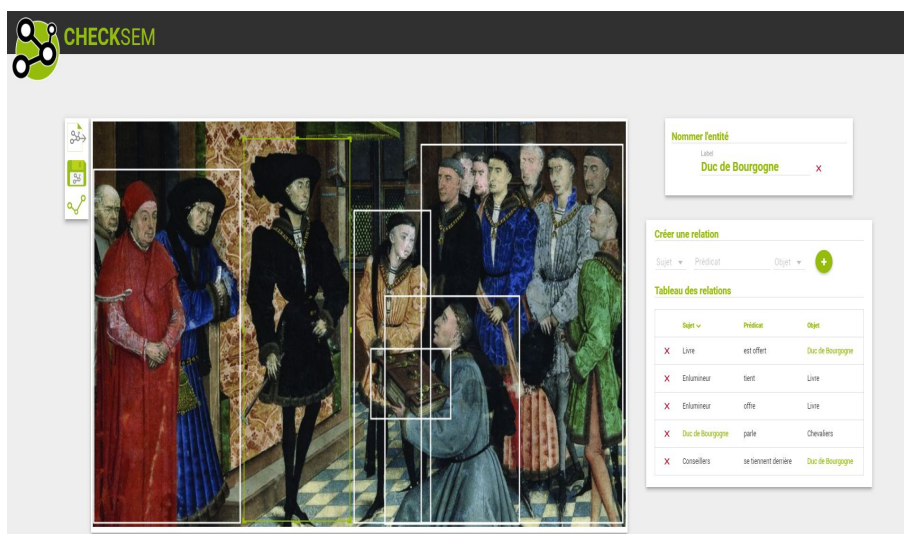 CHECKSEM
Nommer l'entité
Label
Duc de Bourgogne x
Créer une relation
Sujet Prédicat Objet +
Tableau des relations
Sujet Prédicat Objet
x Livre est offert Duc de Bourgogne
x Enlumineur tient Livre
x Enlumineur offre Livre
x Duc de Bourgogne parle Chevaliers
x Conseillers se tiennent derrière Duc de Bourgogne